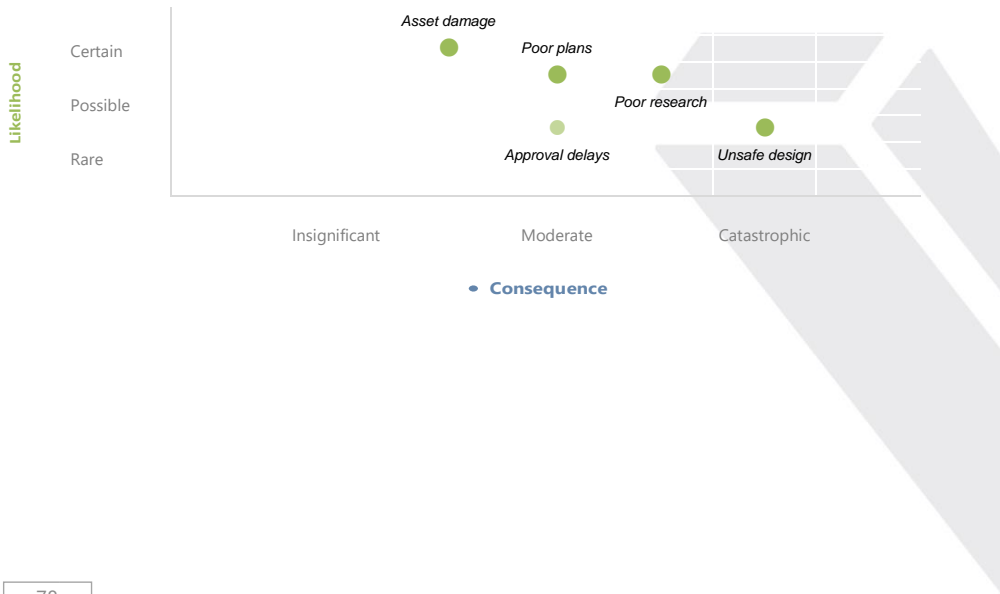 Asset damage
Certain
Poor plans
Likelihood
Possible
Poor research
Rare
Approval delays
Unsafe design
Insignificant
Moderate
Catastrophic
• Consequence